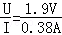 U/I = 1.9V/0.38A